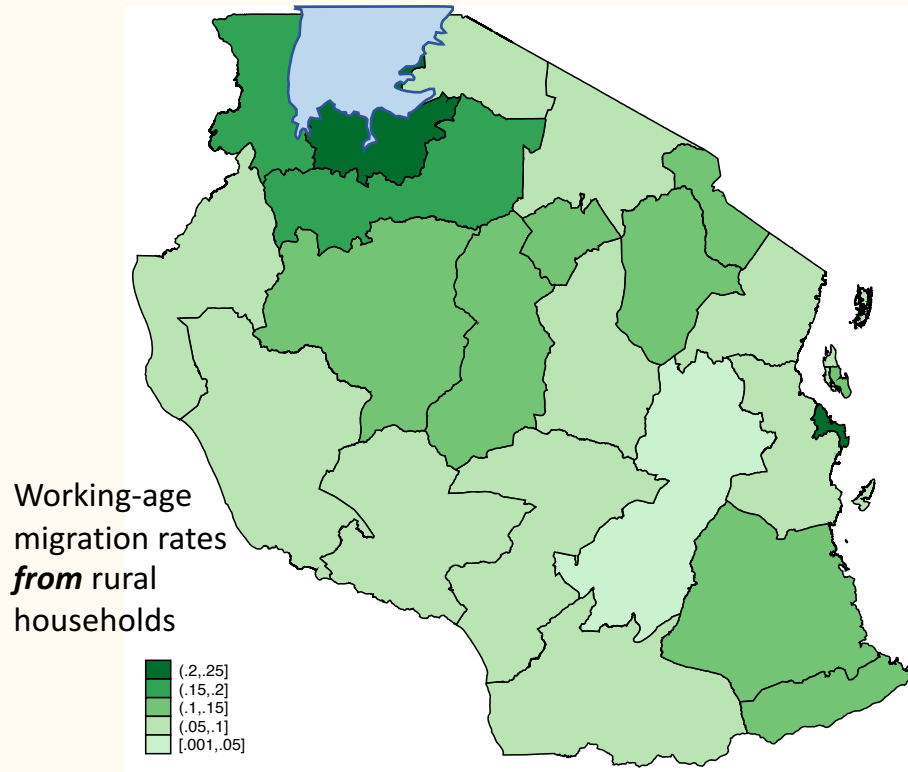 Working-age
migration rates
from rural
households
(.2,.25]
(.15,.2]
(.1,.15]
(.05,.1]
[.001,.05]